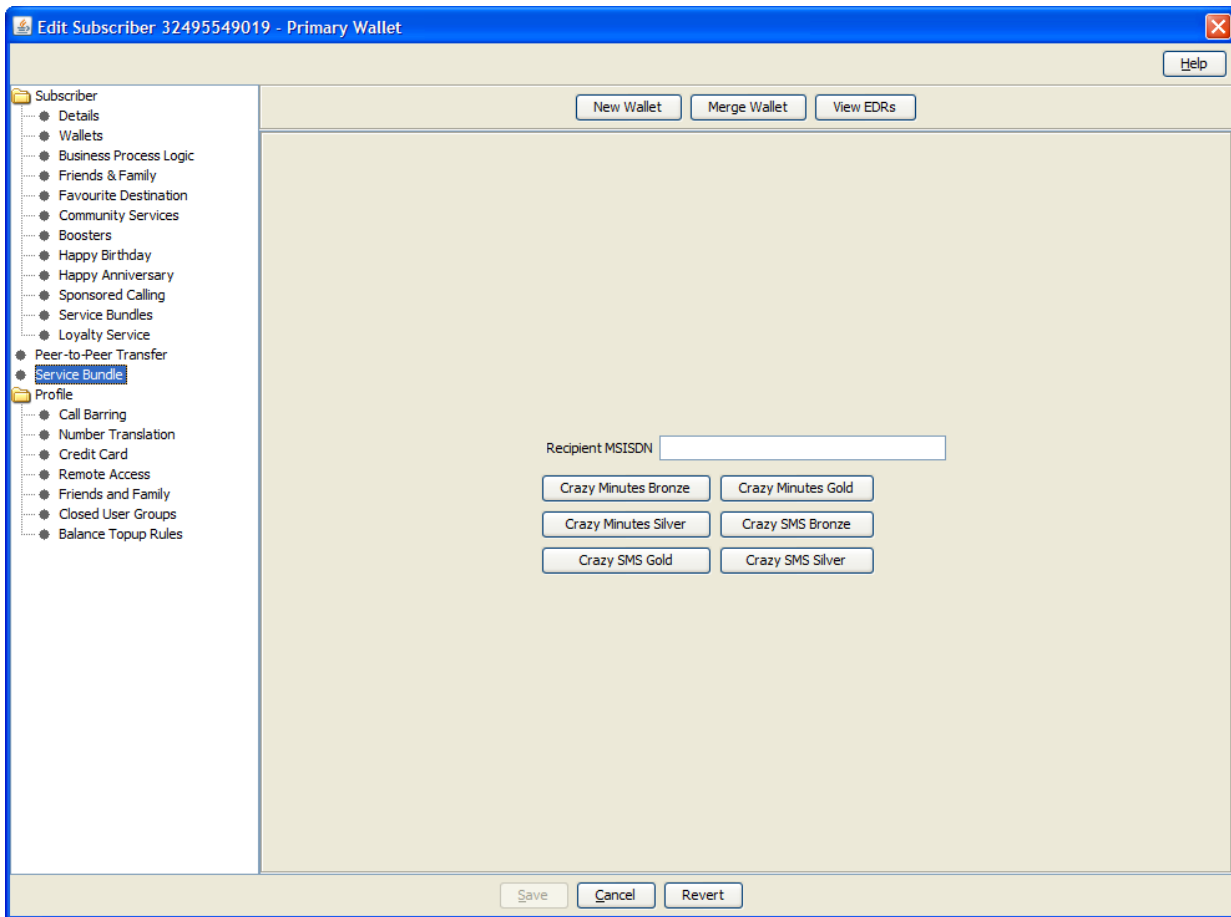 Edit Subscriber 32495549019 - Primary Wallet
Help
Subscriber
Details
Wallets
Business Process Logic
Friends & Family
Favourite Destination
Community Services
Boosters
Happy Birthday
Happy Anniversary
Sponsored Calling
Service Bundles
Loyalty Service
Peer-to-Peer Transfer
Service Bundle
Profile
Call Barring
Number Translation
Credit Card
Remote Access
Friends and Family
Closed User Groups
Balance Topup Rules
New Wallet Merge Wallet View EDRs
Recipient MSISDN
Crazy Minutes Bronze Crazy Minutes Gold
Crazy Minutes Silver Crazy SMS Bronze
Crazy SMS Gold Crazy SMS Silver
Save Cancel Revert